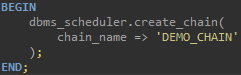 BEGIN
    dbms_scheduler.create_chain(
        chain_name => 'DEMO_CHAIN'
    );
END;